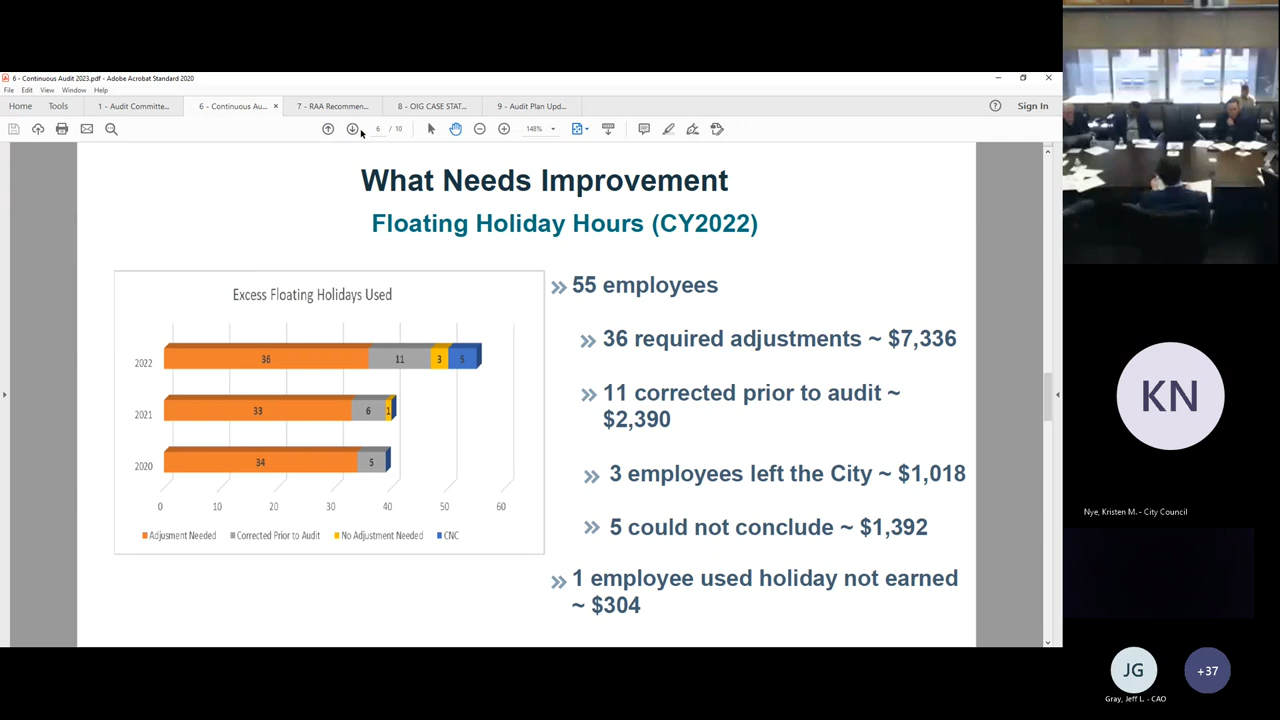 6 - Continuous Audit 2023.pdf - Adobe Acrobat Standard 2020
File Edit View Window Help
Home Tools 1 - Audit Committe... 6 - Continuous Au... × 7 - RAA Recommen... 8 - OIG CASE STAT... 9 - Audit Plan Upd... Sign In
6 / 10 148%
What Needs Improvement
Floating Holiday Hours (CY2022)
Excess Floating Holidays Used
2022 36 11 3 5
2021 33 6 1
2020 34 5
0 10 20 30 40 50 60
Adjusment Needed Corrected Prior to Audit No Adjustment Needed CNC
» 55 employees
» 36 required adjustments ~ $7,336
» 11 corrected prior to audit ~
$2,390
» 3 employees left the City ~ $1,018
» 5 could not conclude ~ $1,392
» 1 employee used holiday not earned
~ $304
KN
Nye, Kristen M. - City Council
JG +37
Gray, Jeff L. - CAO